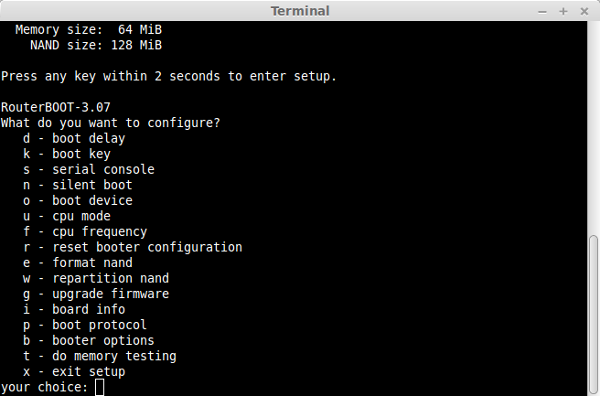 Terminal
Memory size:  64 MiB
NAND size: 128 MiB
Press any key within 2 seconds to enter setup.
RouterBOOT-3.07
What do you want to configure?
d - boot delay
k - boot key
s - serial console
n - silent boot
o - boot device
u - cpu mode
f - cpu frequency
r - reset booter configuration
e - format nand
w - repartition nand
g - upgrade firmware
i - board info
p - boot protocol
b - booter options
t - do memory testing
x - exit setup
your choice: